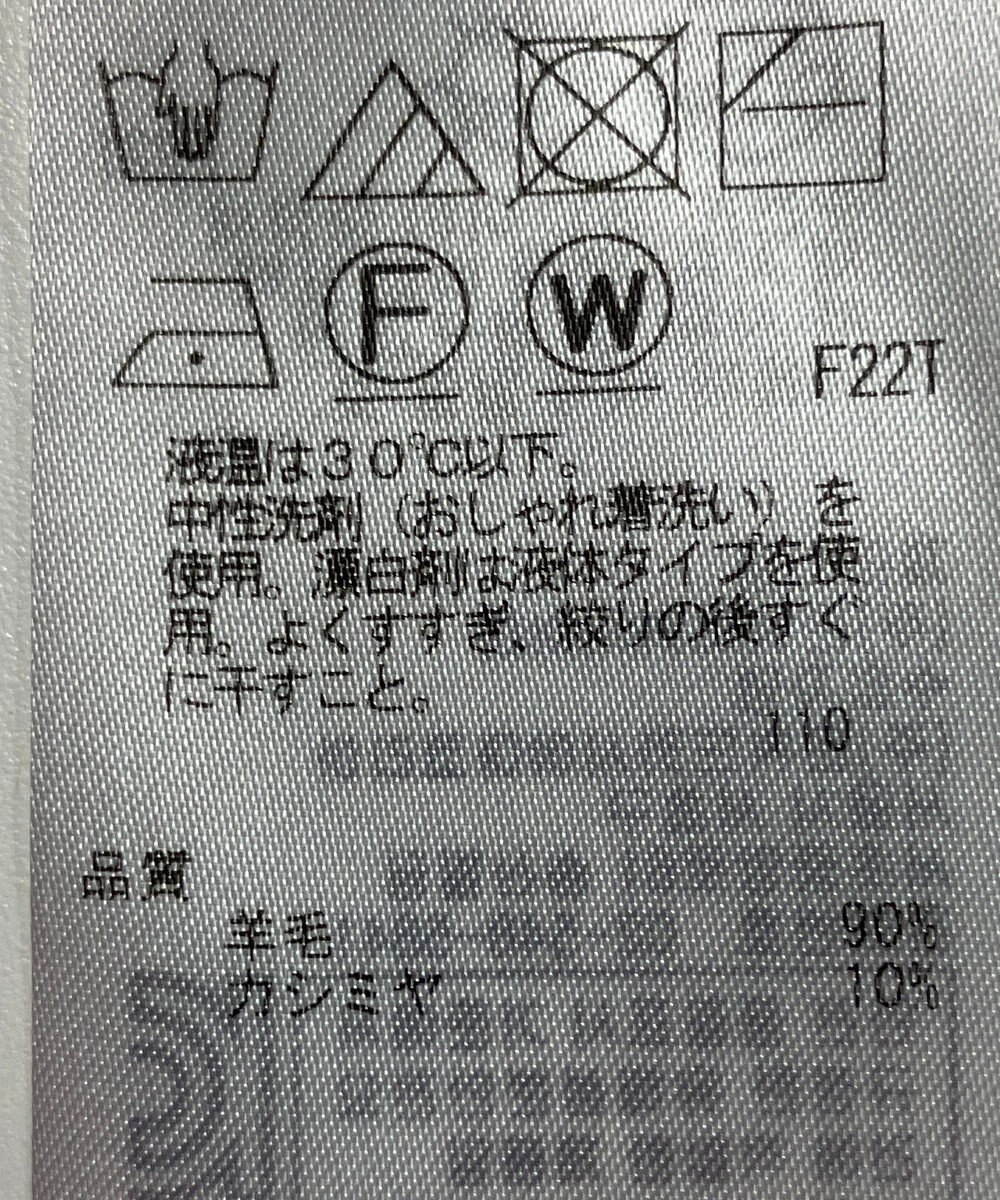 F
W
F22T
液温は30℃以下。
中性洗剤（おしゃれ着洗い）を
使用。漂白剤は液体タイプを使
用。よくすすぎ、絞りの後すぐ
に干すこと。
110
品質
羊毛 90%
カシミヤ 10%